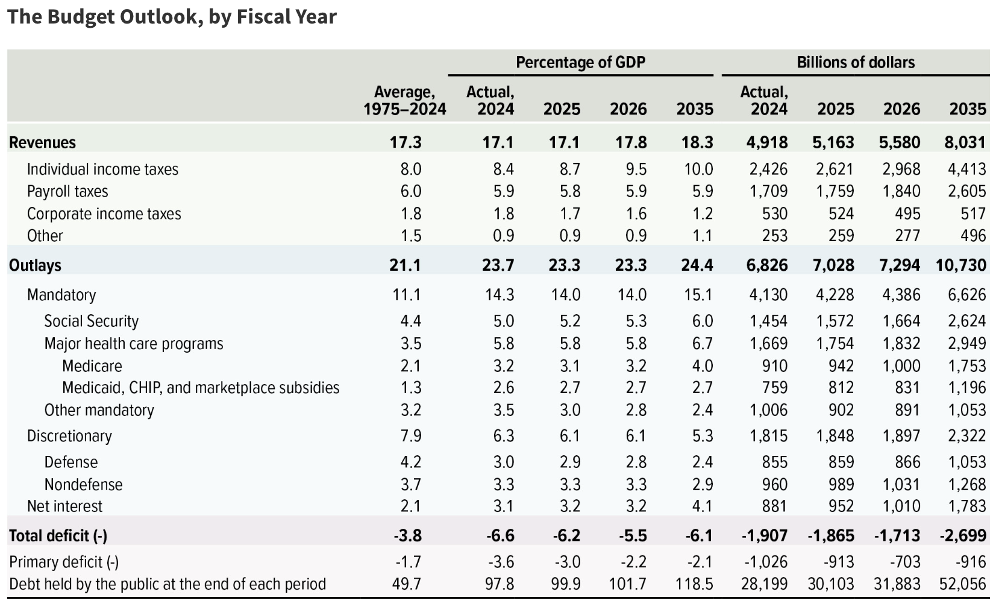 The Budget Outlook, by Fiscal Year
Percentage of GDP Billions of dollars
Average, Actual, Actual,
1975–2024 2024 2025 2026 2035 2024 2025 2026 2035
Revenues 17.3 17.1 17.1 17.8 18.3 4,918 5,163 5,580 8,031
Individual income taxes 8.0 8.4 8.7 9.5 10.0 2,426 2,621 2,968 4,413
Payroll taxes 6.0 5.9 5.8 5.9 5.9 1,709 1,759 1,840 2,605
Corporate income taxes 1.8 1.8 1.7 1.6 1.2 530 524 495 517
Other 1.5 0.9 0.9 0.9 1.1 253 259 277 496
Outlays 21.1 23.7 23.3 23.3 24.4 6,826 7,028 7,294 10,730
Mandatory 11.1 14.3 14.0 14.0 15.1 4,130 4,228 4,386 6,626
Social Security 4.4 5.0 5.2 5.3 6.0 1,454 1,572 1,664 2,624
Major health care programs 3.5 5.8 5.8 5.8 6.7 1,669 1,754 1,832 2,949
Medicare 2.1 3.2 3.1 3.2 4.0 910 942 1,000 1,753
Medicaid, CHIP, and marketplace subsidies 1.3 2.6 2.7 2.7 2.7 759 812 831 1,196
Other mandatory 3.2 3.5 3.0 2.8 2.4 1,006 902 891 1,053
Discretionary 7.9 6.3 6.1 6.1 5.3 1,815 1,848 1,897 2,322
Defense 4.2 3.0 2.9 2.8 2.4 855 859 866 1,053
Nondefense 3.7 3.3 3.3 3.3 2.9 960 989 1,031 1,268
Net interest 2.1 3.1 3.2 3.2 4.1 881 952 1,010 1,783
Total deficit (-) -3.8 -6.6 -6.2 -5.5 -6.1 -1,907 -1,865 -1,713 -2,699
Primary deficit (-) -1.7 -3.6 -3.0 -2.2 -2.1 -1,026 -913 -703 -916
Debt held by the public at the end of each period 49.7 97.8 99.9 101.7 118.5 28,199 30,103 31,883 52,056